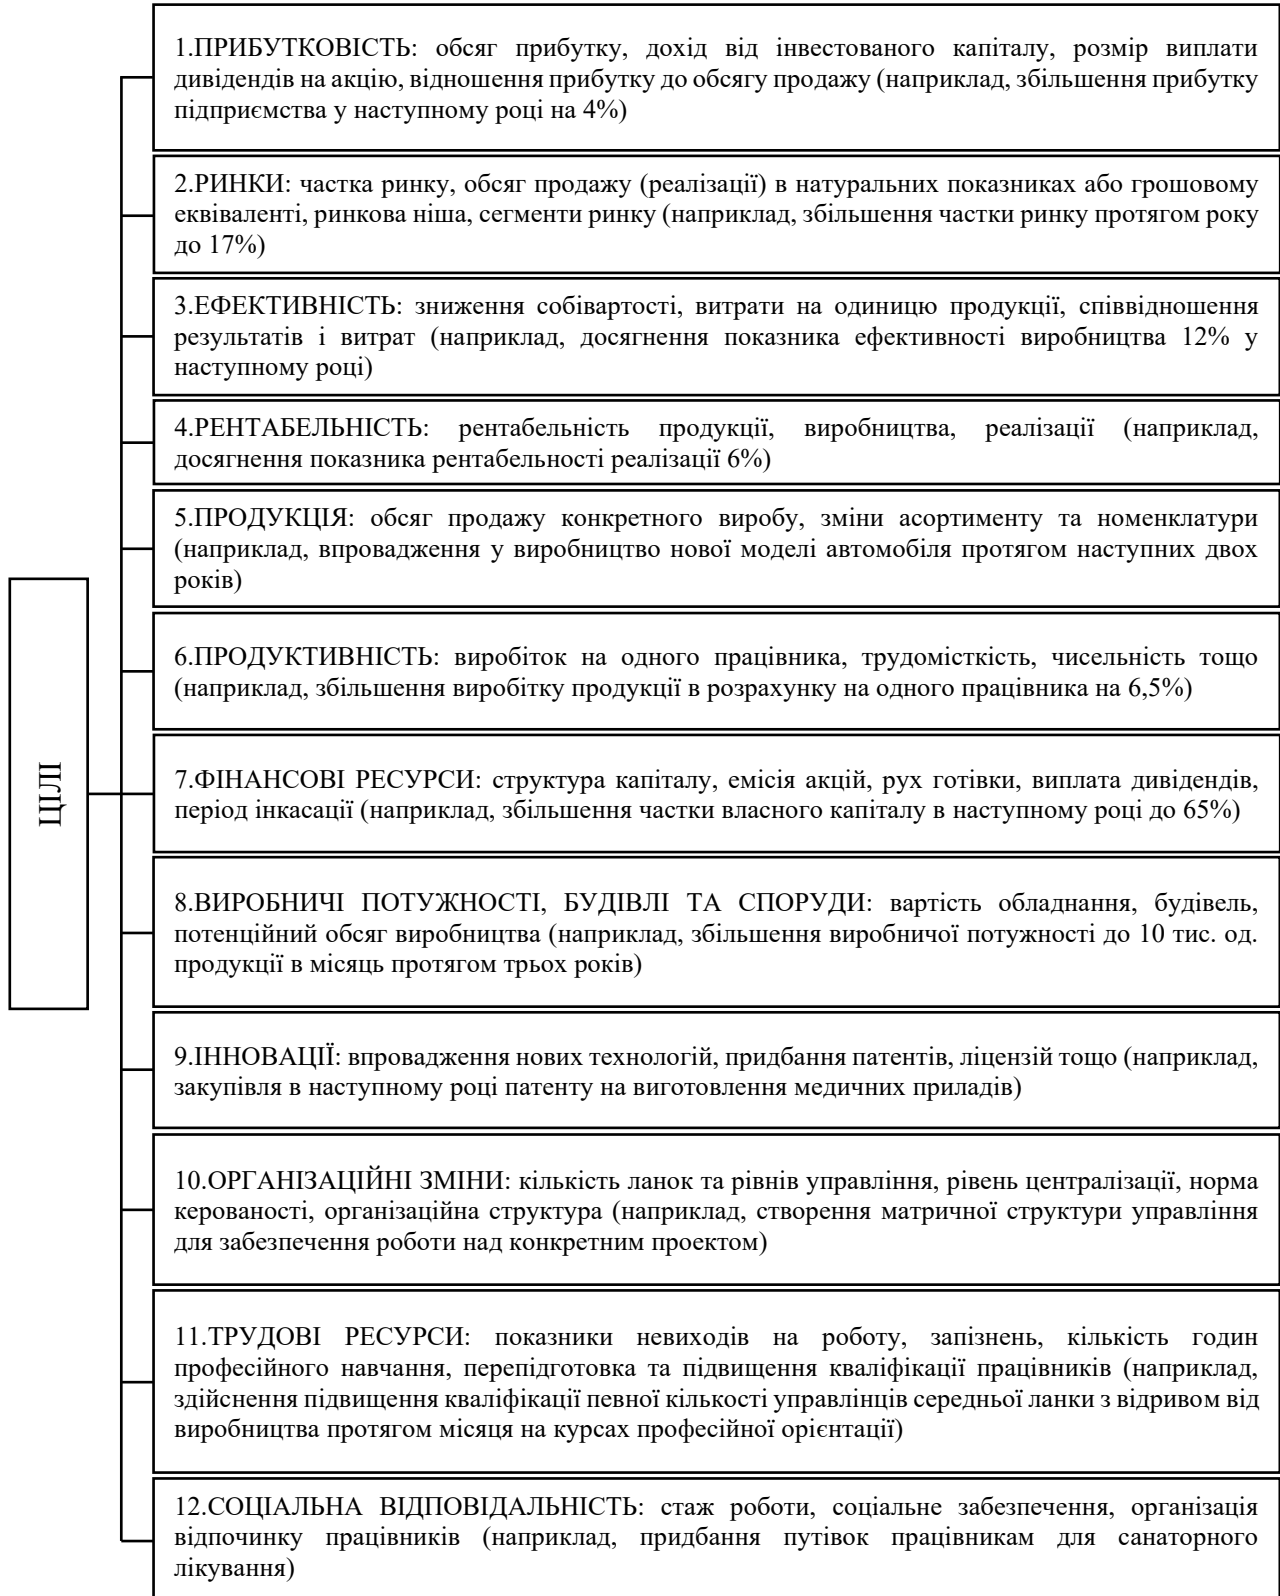 1.ПРИБУТКОВІСТЬ: обсяг прибутку, дохід від інвестованого капіталу, розмір виплати
дивідендів на акцію, відношення прибутку до обсягу продажу (наприклад, збільшення прибутку
підприємства у наступному році на 4%)
2.РИНКИ: частка ринку, обсяг продажу (реалізації) в натуральних показниках або грошовому
еквіваленті, ринкова ніша, сегменти ринку (наприклад, збільшення частки ринку протягом року
до 17%)
3.ЕФЕКТИВНІСТЬ: зниження собівартості, витрати на одиницю продукції, співвідношення
результатів і витрат (наприклад, досягнення показника ефективності виробництва 12% у
наступному році)
4.РЕНТАБЕЛЬНІСТЬ: рентабельність продукції, виробництва, реалізації (наприклад,
досягнення показника рентабельності реалізації 6%)
5.ПРОДУКЦІЯ: обсяг продажу конкретного виробу, зміни асортименту та номенклатури
(наприклад, впровадження у виробництво нової моделі автомобіля протягом наступних двох
років)
6.ПРОДУКТИВНІСТЬ: виробіток на одного працівника, трудомісткість, чисельність тощо
(наприклад, збільшення виробітку продукції в розрахунку на одного працівника на 6,5%)
ЦІЛІ
7.ФІНАНСОВІ РЕСУРСИ: структура капіталу, емісія акцій, рух готівки, виплата дивідендів,
період інкасації (наприклад, збільшення частки власного капіталу в наступному році до 65%)
8.ВИРОБНИЧІ ПОТУЖНОСТІ, БУДІВЛІ ТА СПОРУДИ: вартість обладнання, будівель,
потенційний обсяг виробництва (наприклад, збільшення виробничої потужності до 10 тис. од.
продукції в місяць протягом трьох років)
9.ІННОВАЦІЇ: впровадження нових технологій, придбання патентів, ліцензій тощо (наприклад,
закупівля в наступному році патенту на виготовлення медичних приладів)
10.ОРГАНІЗАЦІЙНІ ЗМІНИ: кількість ланок та рівнів управління, рівень централізації, норма
керованості, організаційна структура (наприклад, створення матричної структури управління
для забезпечення роботи над конкретним проектом)
11.ТРУДОВІ РЕСУРСИ: показники невиходів на роботу, запізнень, кількість годин
професійного навчання, перепідготовка та підвищення кваліфікації працівників (наприклад,
здійснення підвищення кваліфікації певної кількості управлінців середньої ланки з відривом від
виробництва протягом місяця на курсах професійної орієнтації)
12.СОЦІАЛЬНА ВІДПОВІДАЛЬНІСТЬ: стаж роботи, соціальне забезпечення, організація
відпочинку працівників (наприклад, придбання путівок працівникам для санаторного
лікування)